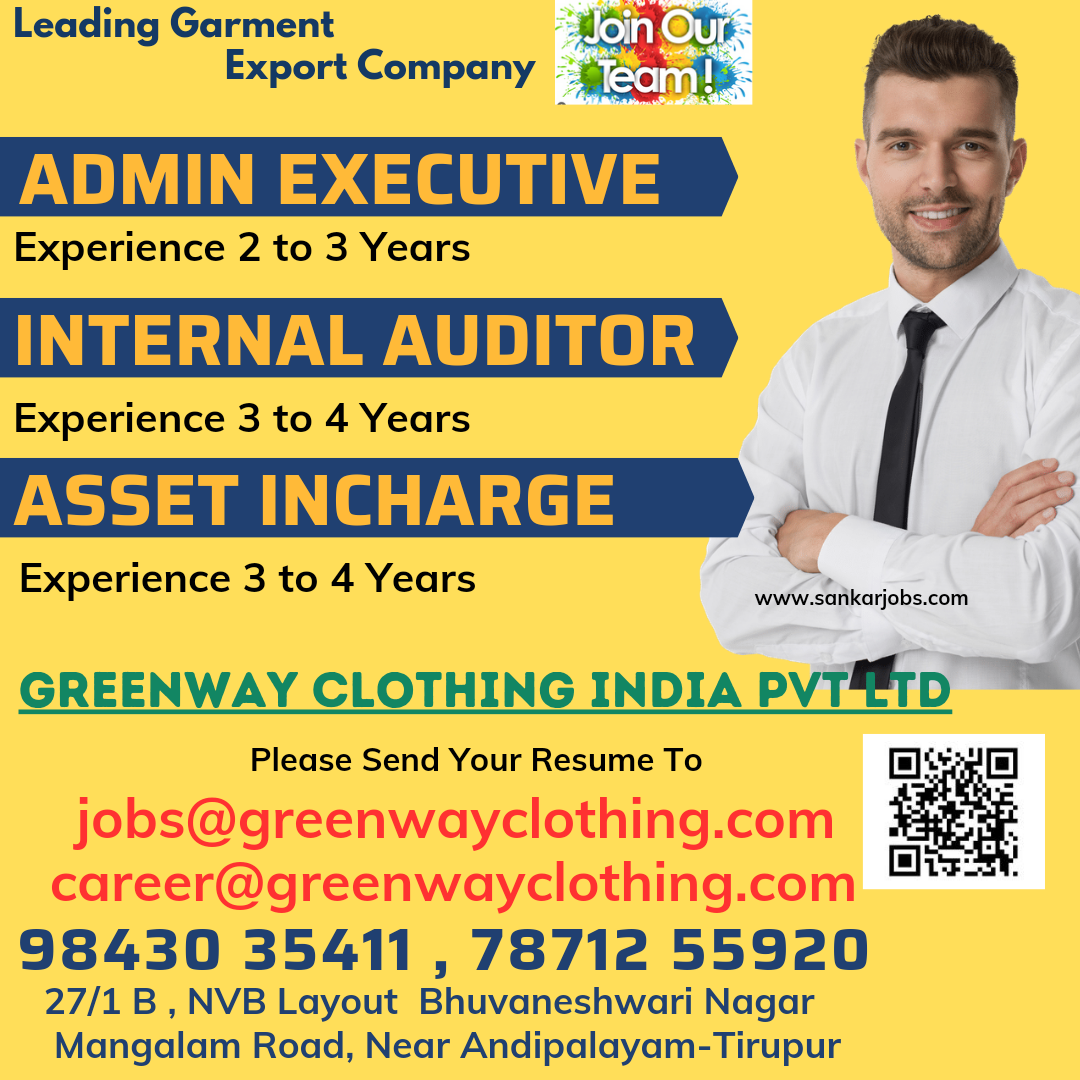 Leading Garment
Export Company
Join Our
Team !
ADMIN EXECUTIVE
Experience 2 to 3 Years
INTERNAL AUDITOR
Experience 3 to 4 Years
ASSET INCHARGE
Experience 3 to 4 Years
www.sankarjobs.com
GREENWAY CLOTHING INDIA PVT LTD
Please Send Your Resume To
jobs@greenwayclothing.com
career@greenwayclothing.com
98430 35411 , 78712 55920
27/1 B , NVB Layout Bhuvaneshwari Nagar
Mangalam Road, Near Andipalayam-Tirupur